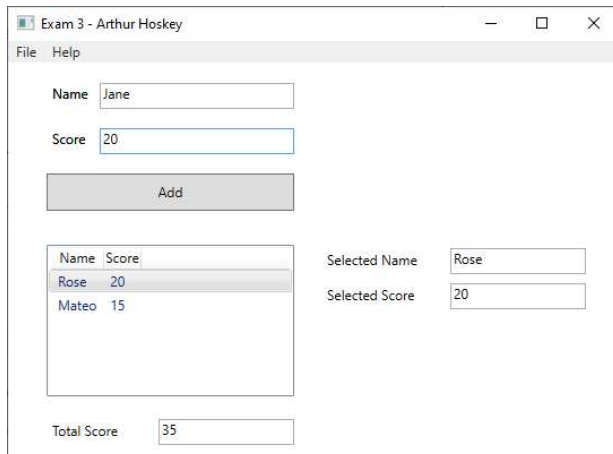 Exam 3 - Arthur Hoskey
File Help
Name Jane
Score 20
Add
Name Score
Rose 20
Mateo 15
Selected Name Rose
Selected Score 20
Total Score 35